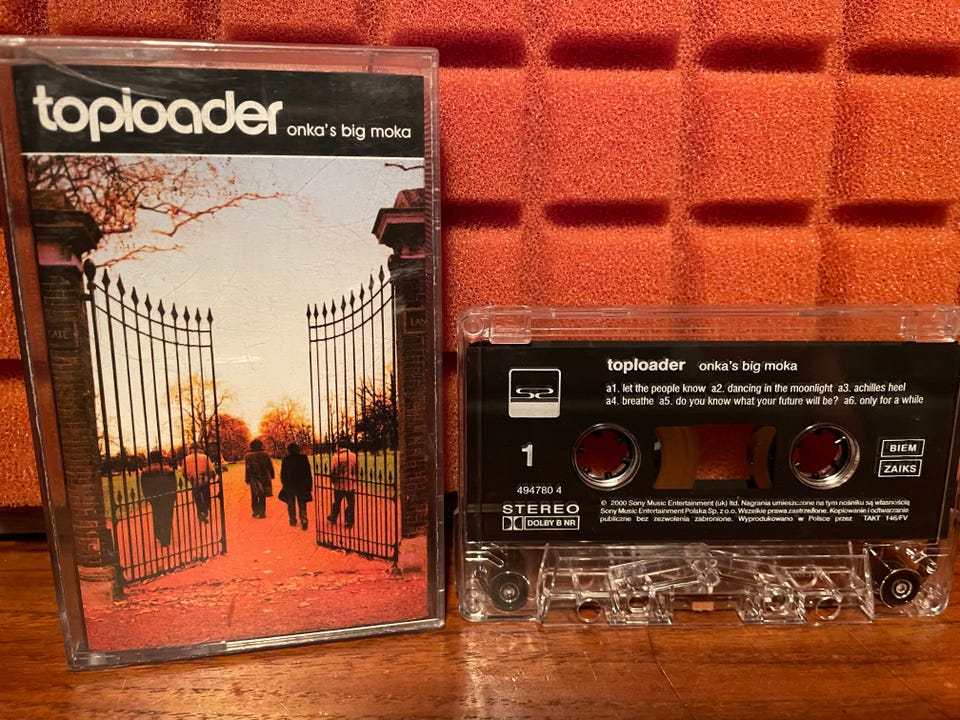 toploader onka's big moka
GATE
toploader onka's big moka
a1. let the people know a2. dancing in the moonlight a3. achilles heel
a4. breathe a5. do you know what your future will be? a6. only for a while
1
BIEM
ZAIKS
494780 4
STEREO
DOLBY B NR
© 2000 Sony Music Entertainment (uk) ltd. Nagrania umieszczone na tym nośniku są własnością
Sony Music Entertainment Polska Sp. z o.o. Wszelkie prawa zastrzeżone. Kopiowanie i odtwarzanie
publiczne bez zezwolenia zabronione. Wyprodukowano w Polsce przez TAKT 146/FV